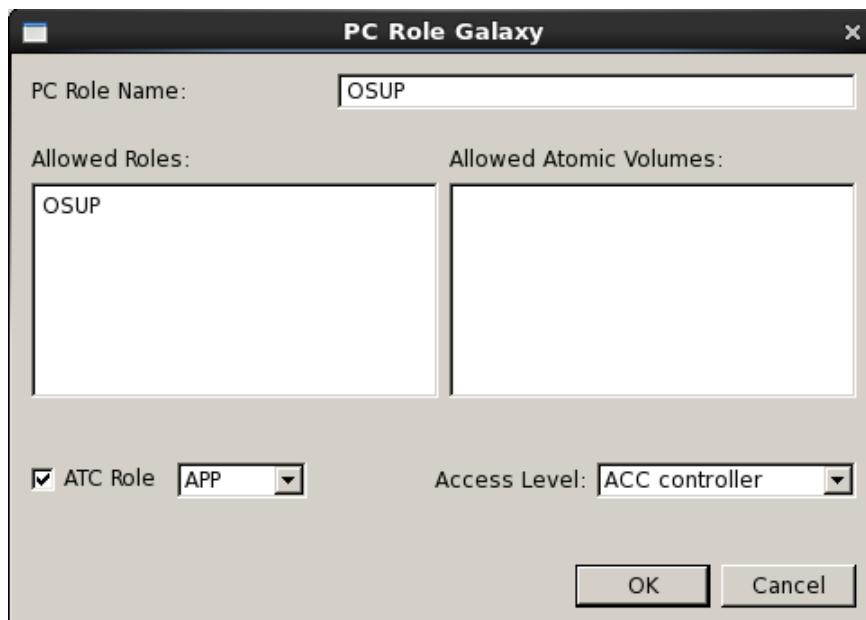 PC Role Galaxy
PC Role Name: OSUP
Allowed Roles: Allowed Atomic Volumes:
OSUP
ATC Role APP Access Level: ACC controller
OK Cancel